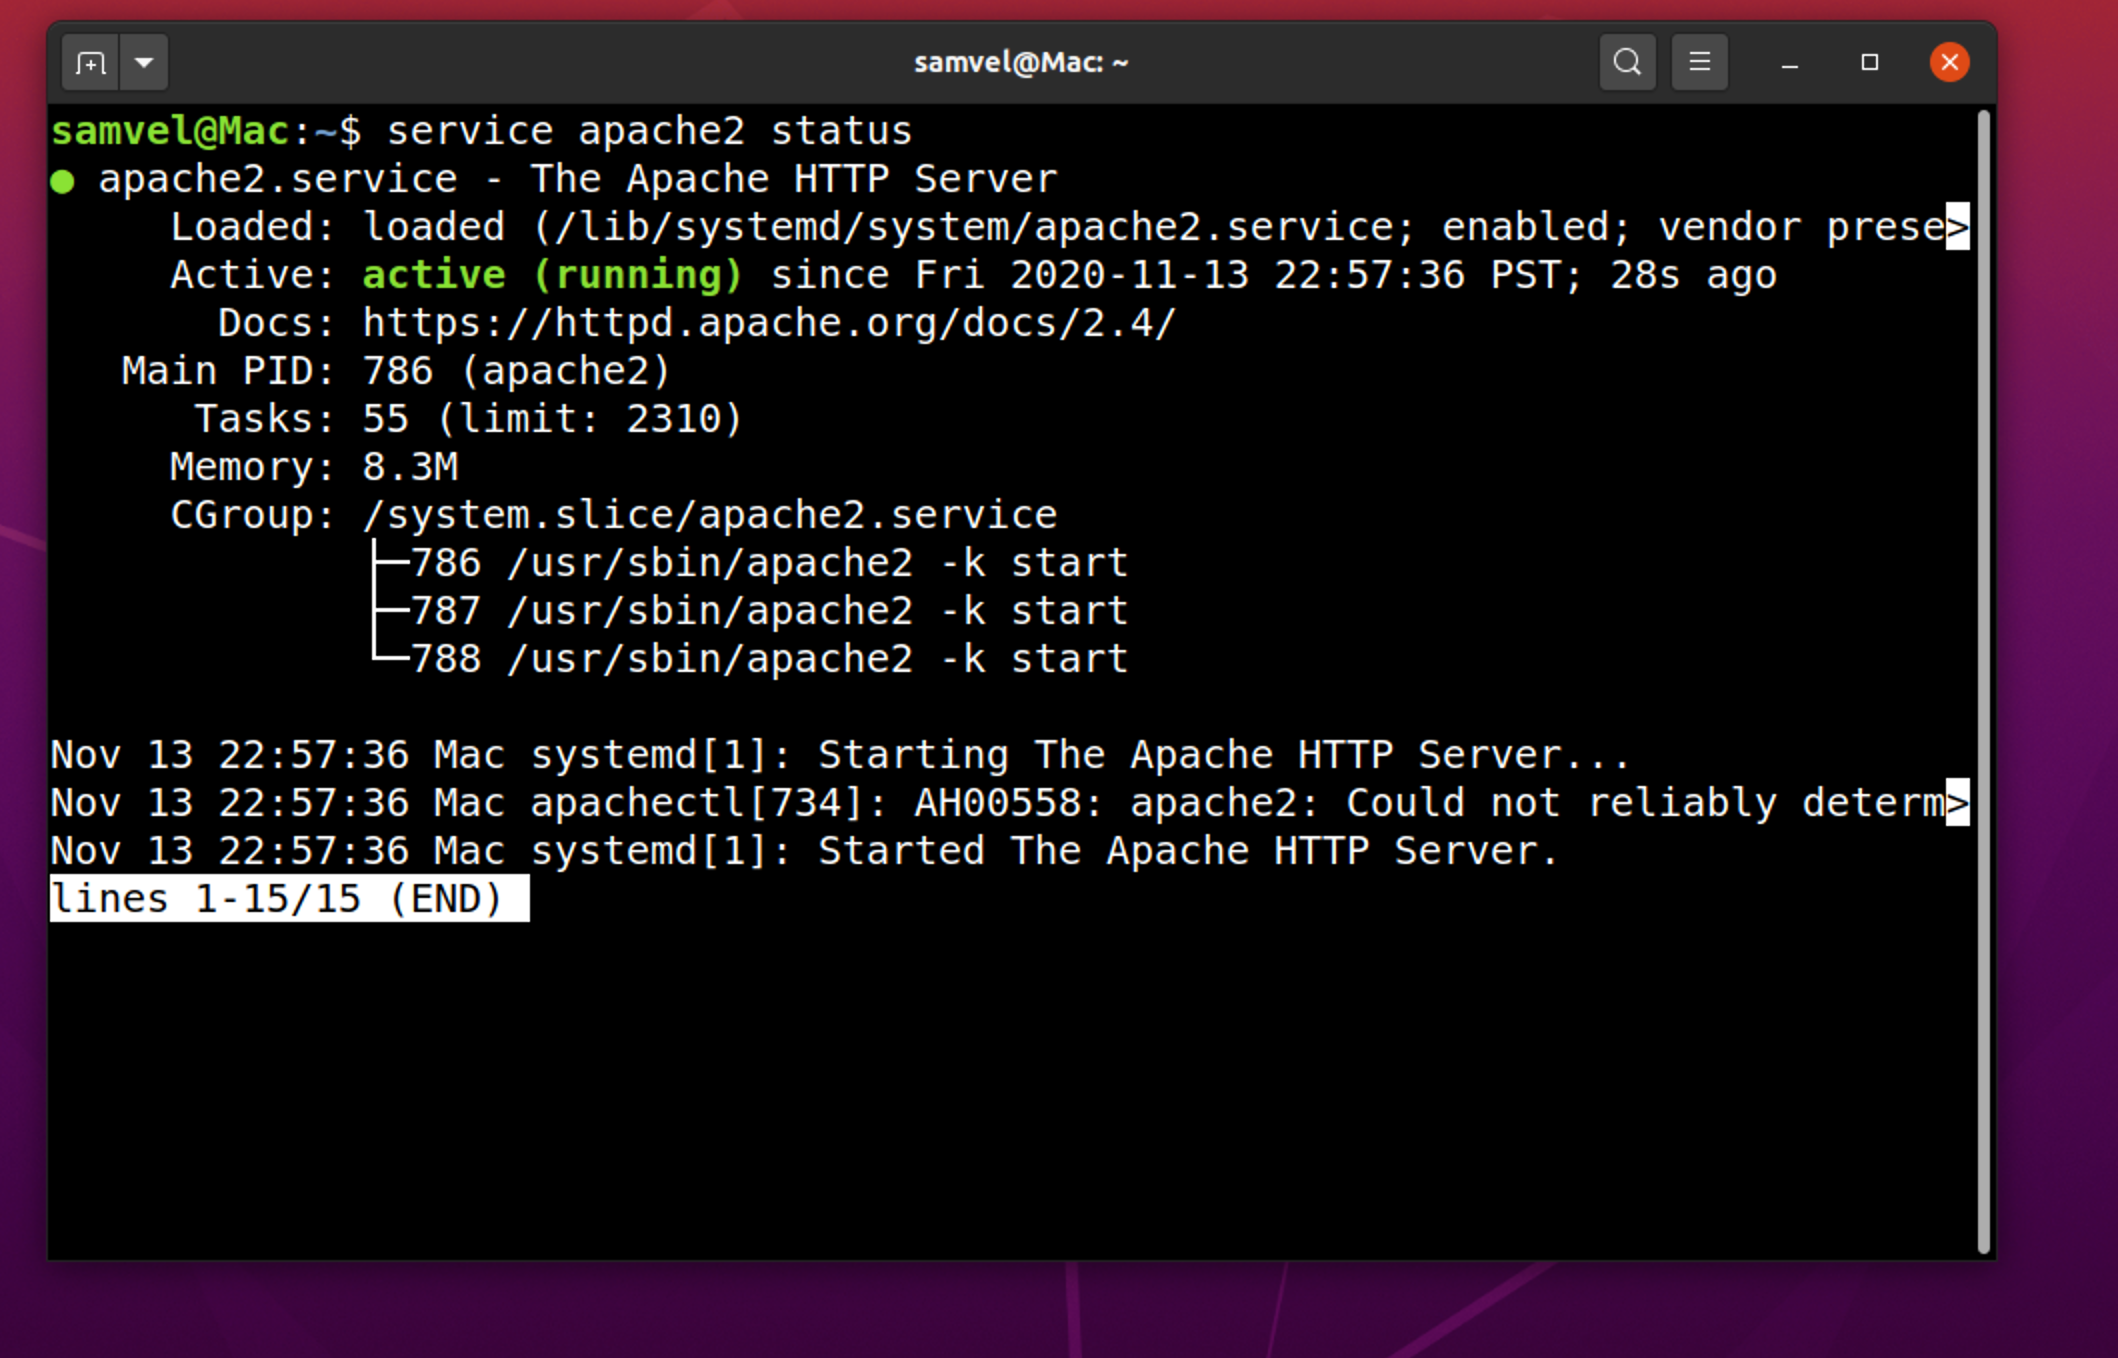 samvel@Mac: ~
samvel@Mac:~$ service apache2 status
● apache2.service - The Apache HTTP Server
     Loaded: loaded (/lib/systemd/system/apache2.service; enabled; vendor prese>
     Active: active (running) since Fri 2020-11-13 22:57:36 PST; 28s ago
       Docs: https://httpd.apache.org/docs/2.4/
   Main PID: 786 (apache2)
      Tasks: 55 (limit: 2310)
     Memory: 8.3M
     CGroup: /system.slice/apache2.service
             ├─786 /usr/sbin/apache2 -k start
             ├─787 /usr/sbin/apache2 -k start
             └─788 /usr/sbin/apache2 -k start
Nov 13 22:57:36 Mac systemd[1]: Starting The Apache HTTP Server...
Nov 13 22:57:36 Mac apachectl[734]: AH00558: apache2: Could not reliably determ>
Nov 13 22:57:36 Mac systemd[1]: Started The Apache HTTP Server.
lines 1-15/15 (END)